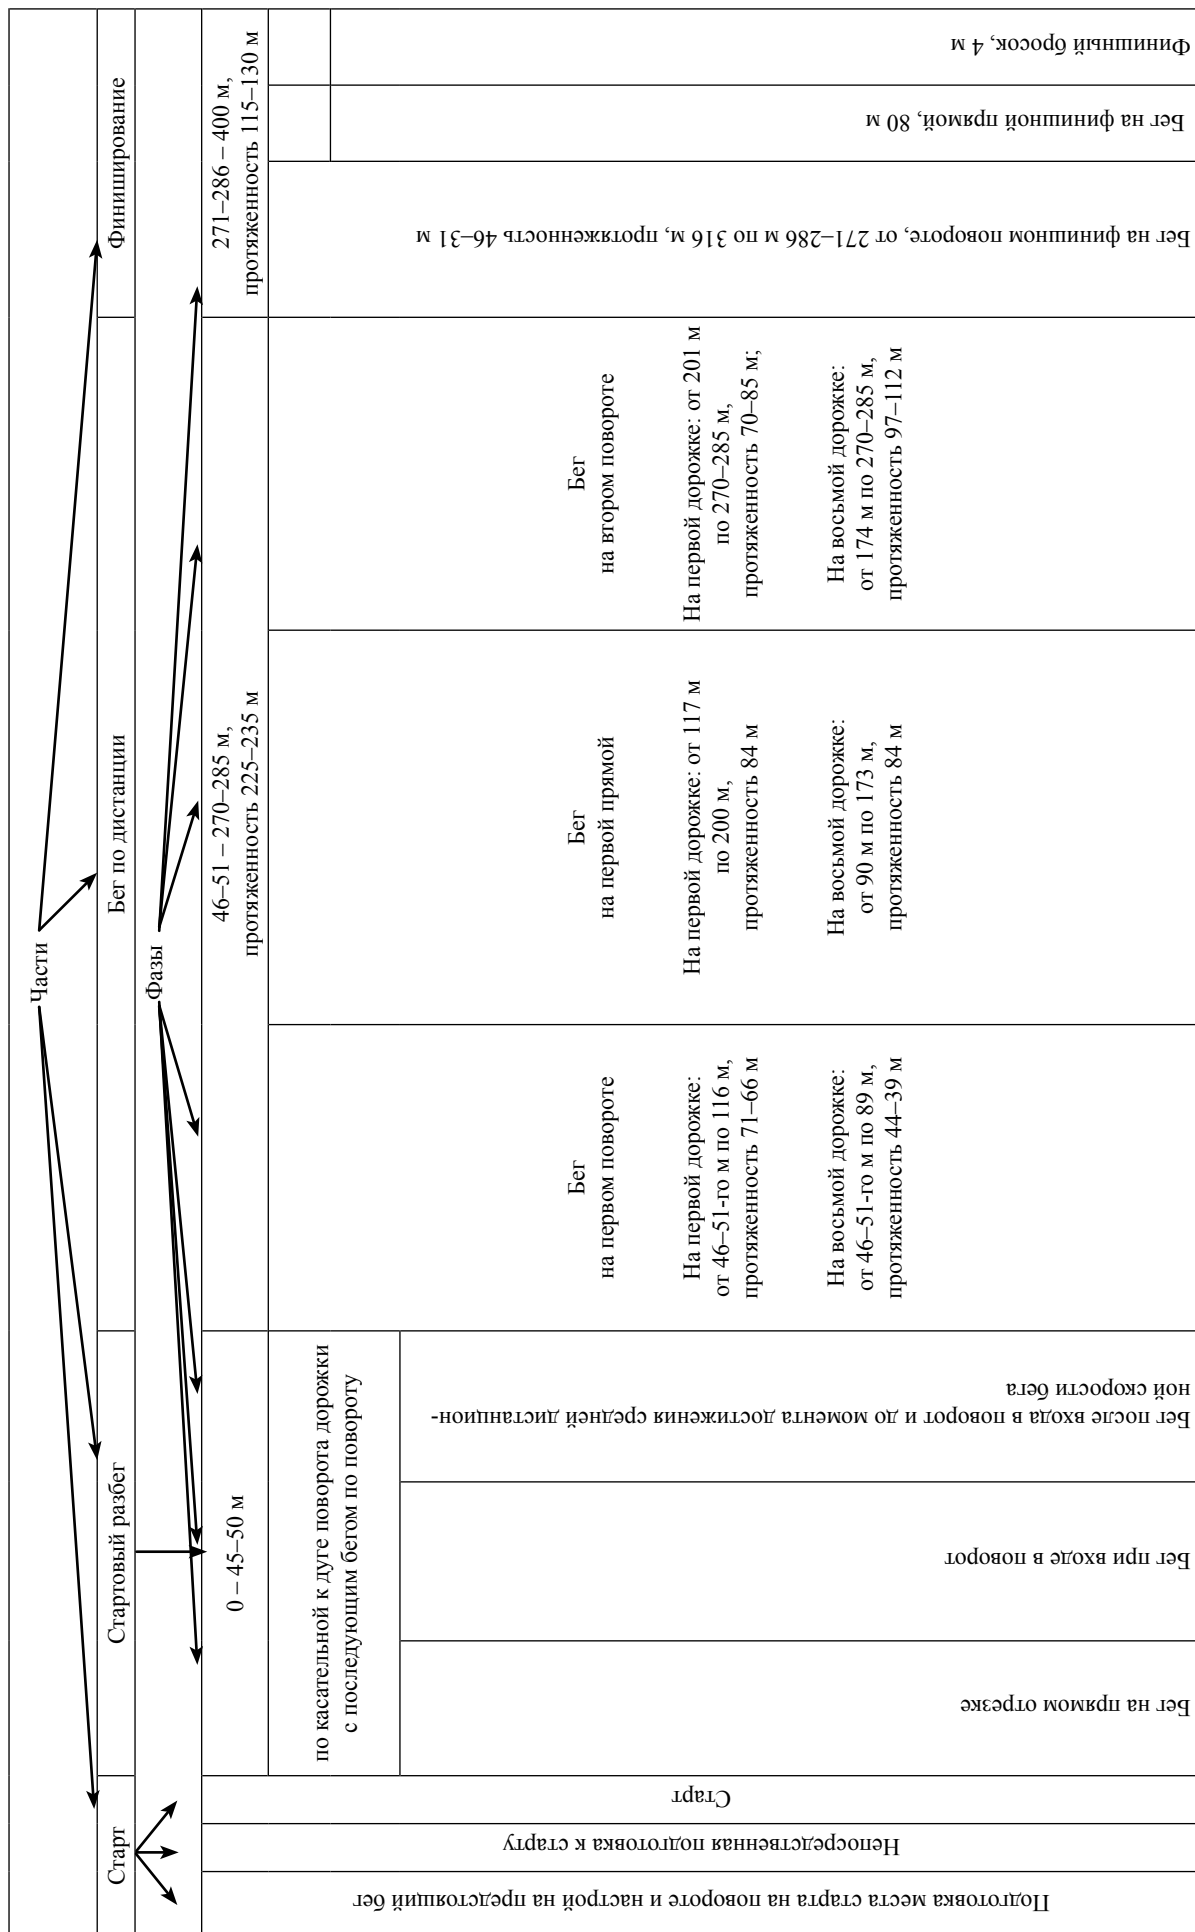 Части
Старт
Стартовый разбег
Бег по дистанции
Финиширование
Фазы
0 – 45–50 м
46–51 – 270–285 м,
протяженность 225–235 м
271–286 – 400 м,
протяженность 115–130 м
Подготовка места старта на повороте и настрой на предстоящий бег
Непосредственная подготовка к старту
Старт
по касательной к дуге поворота дорожки
с последующим бегом по повороту
Бег на прямом отрезке
Бег при входе в поворот
Бег после входа в поворот и до момента достижения средней дистанцион-
ной скорости бега
Бег
на первом повороте
На первой дорожке:
от 46–51-го м по 116 м,
протяженность 71–66 м
На восьмой дорожке:
от 46–51-го м по 89 м,
протяженность 44–39 м
Бег
на первой прямой
На первой дорожке: от 117 м
по 200 м,
протяженность 84 м
На восьмой дорожке:
от 90 м по 173 м,
протяженность 84 м
Бег
на втором повороте
На первой дорожке: от 201 м
по 270–285 м,
протяженность 70–85 м;
На восьмой дорожке:
от 174 м по 270–285 м,
протяженность 97–112 м
Бег на финишном повороте, от 271–286 м по 316 м, протяженность 46–31 м
Бег на финишной прямой, 80 м
Финишный бросок, 4 м